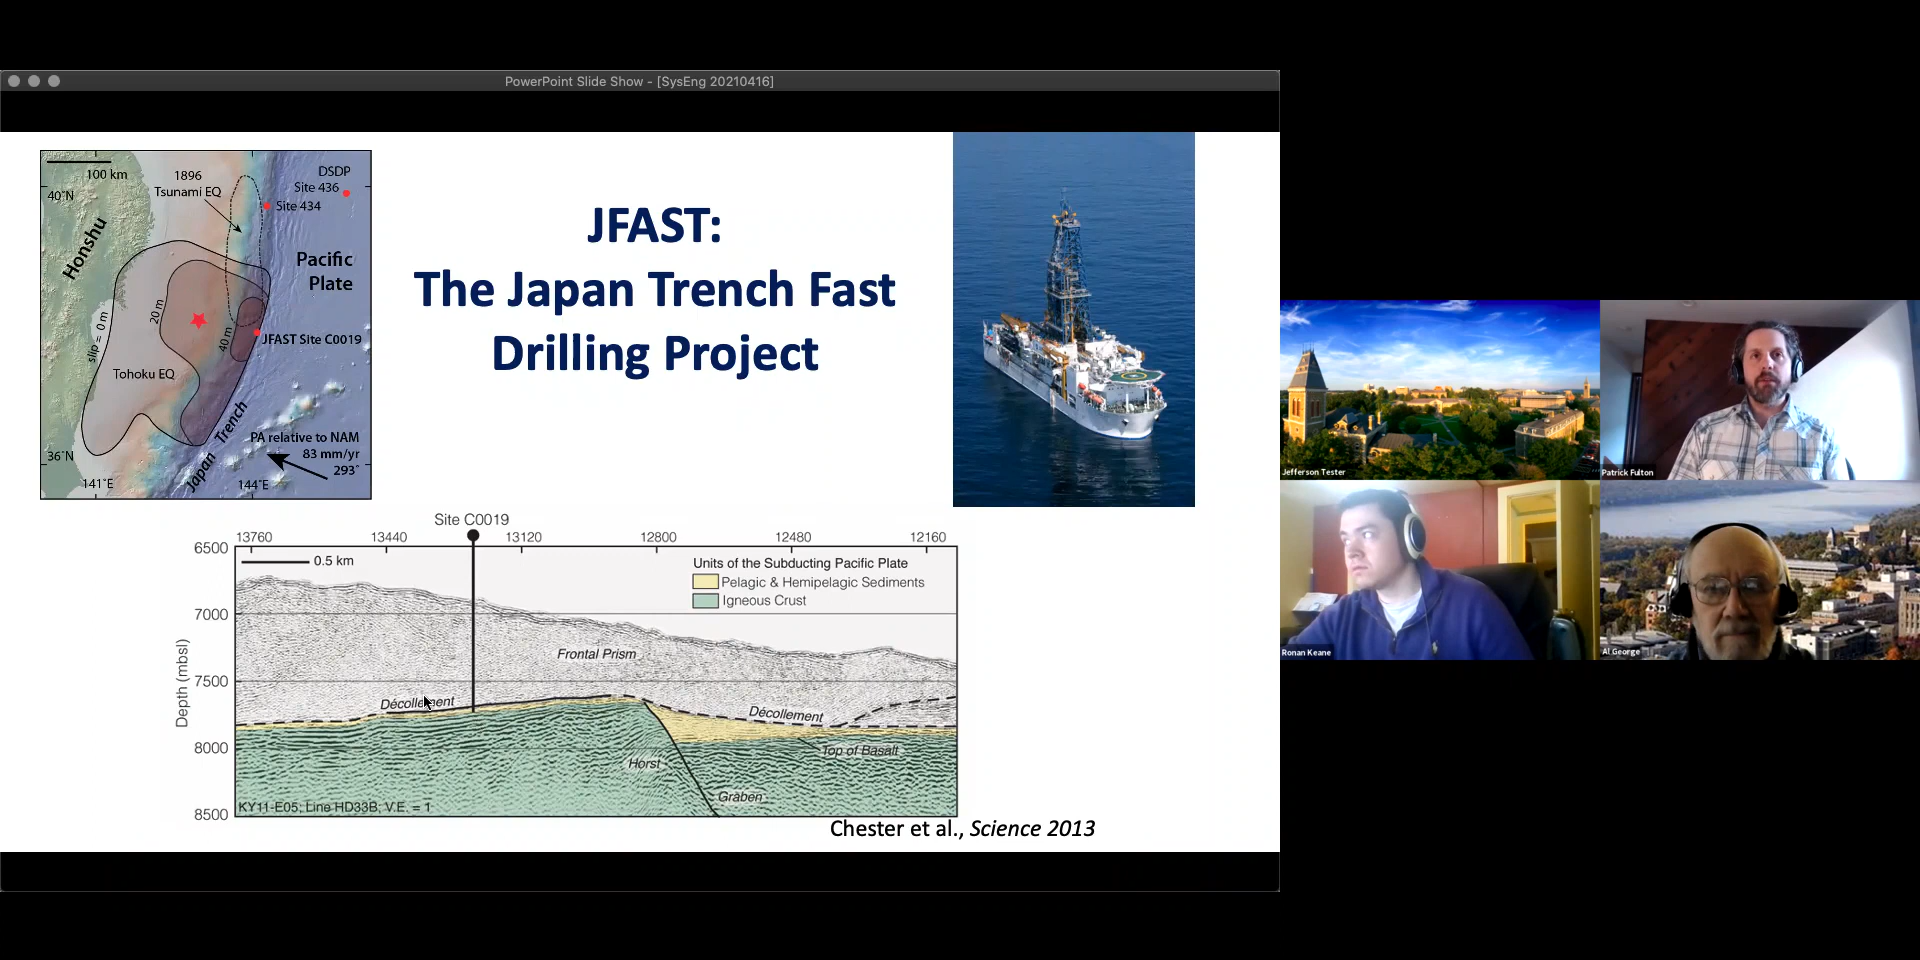 PowerPoint Slide Show - [SysEng 20210416]
100 km
1896
Tsunami EQ
DSDP
Site 436
Site 434
40°N
Honshu
Pacific
Plate
20 m
slip = 0 m
40 m
JFAST Site C0019
Tohoku EQ
Japan Trench
PA relative to NAM
83 mm/yr
293°
36°N
141°E
144°E
JFAST:
The Japan Trench Fast
Drilling Project
Site C0019
13760
13440
13120
12800
12480
12160
6500
7000
7500
8000
8500
Depth (mbsl)
0.5 km
Units of the Subducting Pacific Plate
Pelagic & Hemipelagic Sediments
Igneous Crust
Frontal Prism
Décollement
Décollement
Top of Basalt
Horst
Graben
KY11-E05; Line HD33B; V.E. = 1
Chester et al., Science 2013
Jefferson Tester
Patrick Fulton
Ronan Keane
Al George